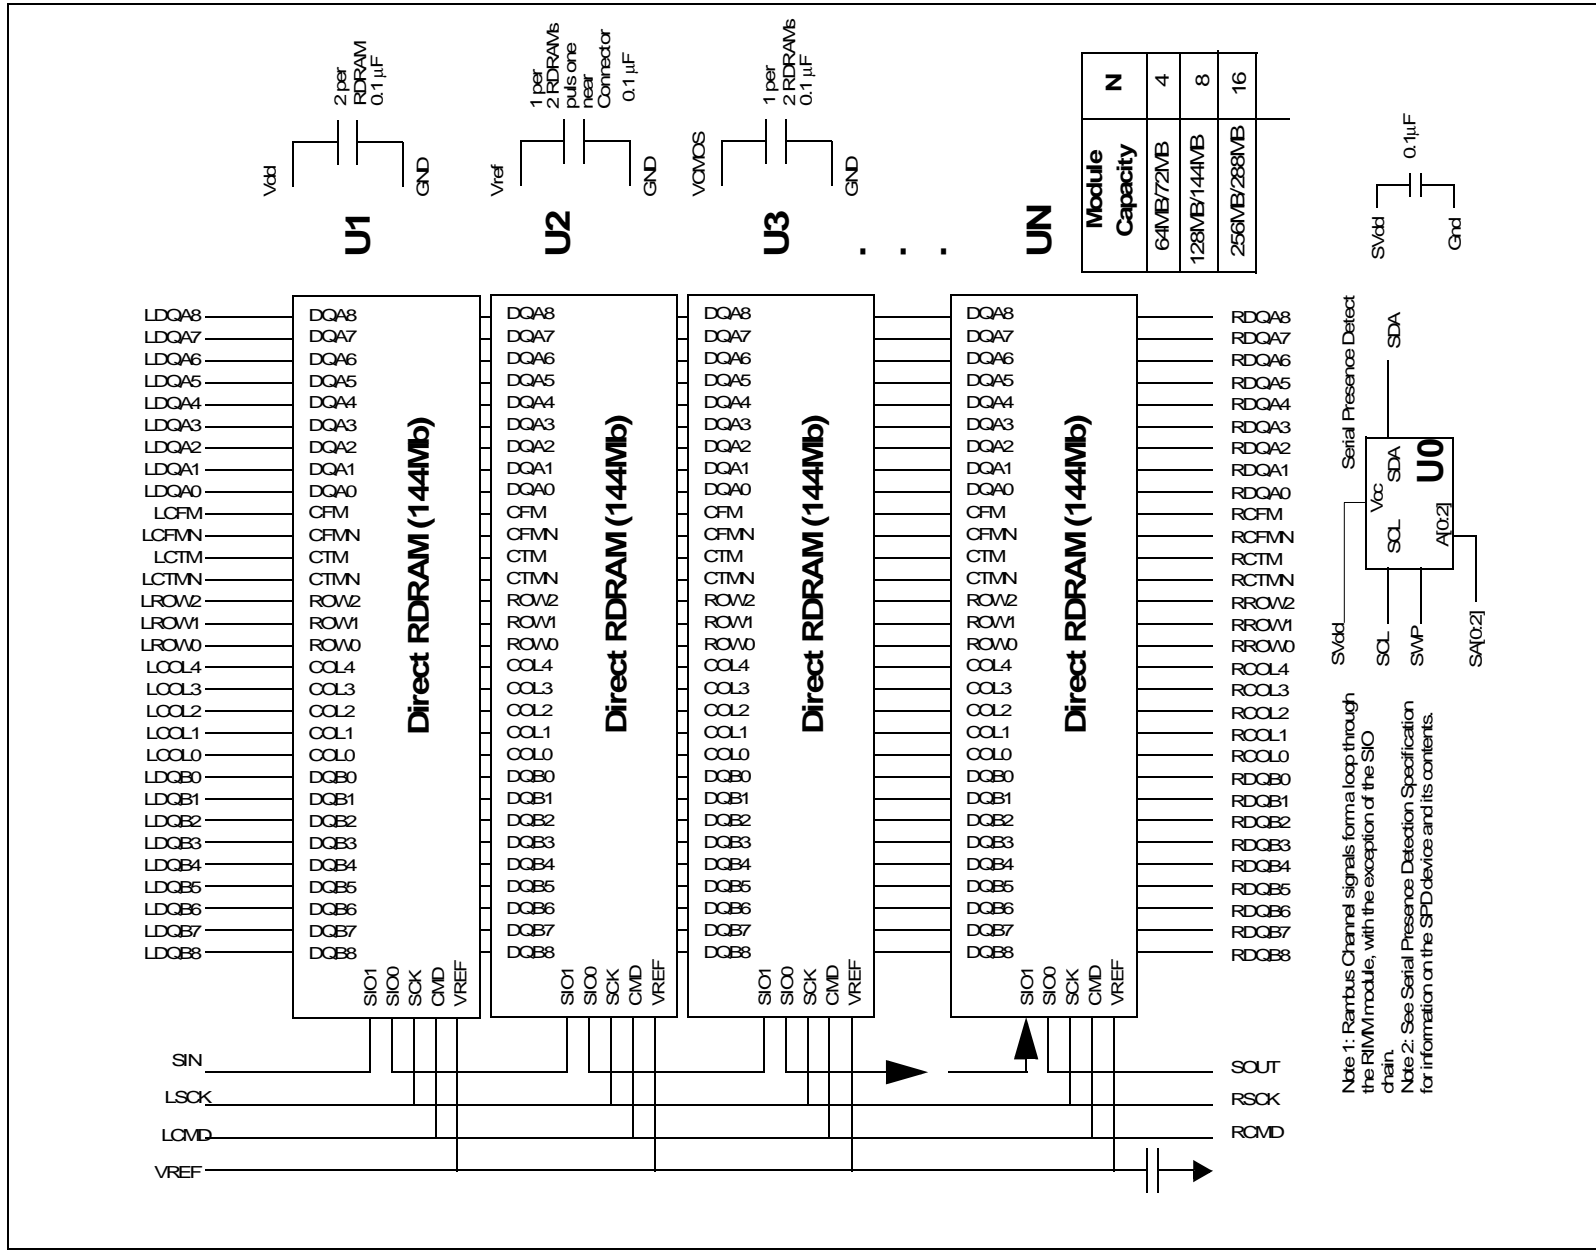 2 per
RDRAM
0.1 µF
Vdd
GND
1 per
2 RDRAMs
puls one
near
Connector
0.1 µF
Vref
GND
1 per
2 RDRAMs
0.1 µF
VCMOS
GND
Module Capacity N
64MB/72MB 4
128MB/144MB 8
256MB/288MB 16
0.1µF
SVdd
Gnd
U1
U2
U3
. . .
UN
LDQA8 DQA8 DQA8 DQA8 DQA8 RDQA8
LDQA7 DQA7 DQA7 DQA7 DQA7 RDQA7
LDQA6 DQA6 DQA6 DQA6 DQA6 RDQA6
LDQA5 DQA5 DQA5 DQA5 DQA5 RDQA5
LDQA4 DQA4 DQA4 DQA4 DQA4 RDQA4
LDQA3 DQA3 DQA3 DQA3 DQA3 RDQA3
LDQA2 DQA2 DQA2 DQA2 DQA2 RDQA2
LDQA1 DQA1 DQA1 DQA1 DQA1 RDQA1
LDQA0 DQA0 DQA0 DQA0 DQA0 RDQA0
LCFM CFM CFM CFM CFM RCFM
LCFMN CFMN CFMN CFMN CFMN RCFMN
LCTM CTM CTM CTM CTM RCTM
LCTMN CTMN CTMN CTMN CTMN RCTMN
LROW2 ROW2 ROW2 ROW2 ROW2 RROW2
LROW1 ROW1 ROW1 ROW1 ROW1 RROW1
LROW0 ROW0 ROW0 ROW0 ROW0 RROW0
LCOL4 COL4 COL4 COL4 COL4 RCOL4
LCOL3 COL3 COL3 COL3 COL3 RCOL3
LCOL2 COL2 COL2 COL2 COL2 RCOL2
LCOL1 COL1 COL1 COL1 COL1 RCOL1
LCOL0 COL0 COL0 COL0 COL0 RCOL0
LDQB0 DQB0 DQB0 DQB0 DQB0 RDQB0
LDQB1 DQB1 DQB1 DQB1 DQB1 RDQB1
LDQB2 DQB2 DQB2 DQB2 DQB2 RDQB2
LDQB3 DQB3 DQB3 DQB3 DQB3 RDQB3
LDQB4 DQB4 DQB4 DQB4 DQB4 RDQB4
LDQB5 DQB5 DQB5 DQB5 DQB5 RDQB5
LDQB6 DQB6 DQB6 DQB6 DQB6 RDQB6
LDQB7 DQB7 DQB7 DQB7 DQB7 RDQB7
LDQB8 DQB8 DQB8 DQB8 DQB8 RDQB8
Direct RDRAM (144Mb)
Direct RDRAM (144Mb)
Direct RDRAM (144Mb)
Direct RDRAM (144Mb)
SIO1 SIO0 SCK CMD VREF
SIO1 SIO0 SCK CMD VREF
SIO1 SIO0 SCK CMD VREF
SIO1 SIO0 SCK CMD VREF
SIN SOUT
LSCK RSCK
LCMD RCMD
VREF
Serial Presence Detect
SDA
SDA
U0
Vcc
SCL
A[0:2]
SVdd
SCL
SWP
SA[0:2]
Note 1: Rambus Channel signals form a loop through
the RIMM module, with the exception of the SIO
chain.
Note 2: See Serial Presence Detection Specification
for information on the SPD device and its contents.